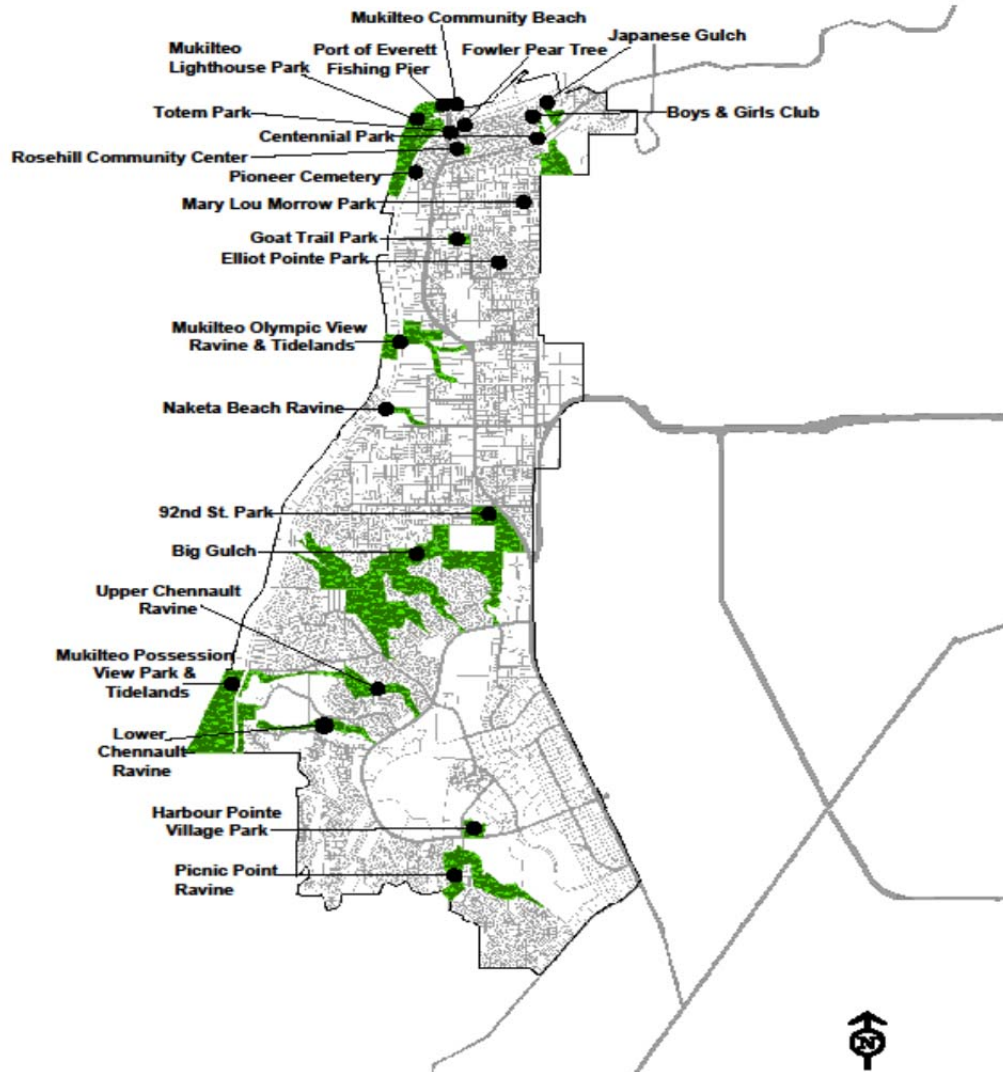 Mukilteo Community Beach
Port of Everett
Fishing Pier
Fowler Pear Tree
Japanese Gulch
Mukilteo
Lighthouse Park
Totem Park
Boys & Girls Club
Centennial Park
Rosehill Community Center
Pioneer Cemetery
Mary Lou Morrow Park
Goat Trail Park
Elliot Pointe Park
Mukilteo Olympic View
Ravine & Tidelands
Naketa Beach Ravine
92nd St. Park
Big Gulch
Upper Chennault
Ravine
Mukilteo Possession
View Park &
Tidelands
Lower
Chennault
Ravine
Harbour Pointe
Village Park
Picnic Point
Ravine
N